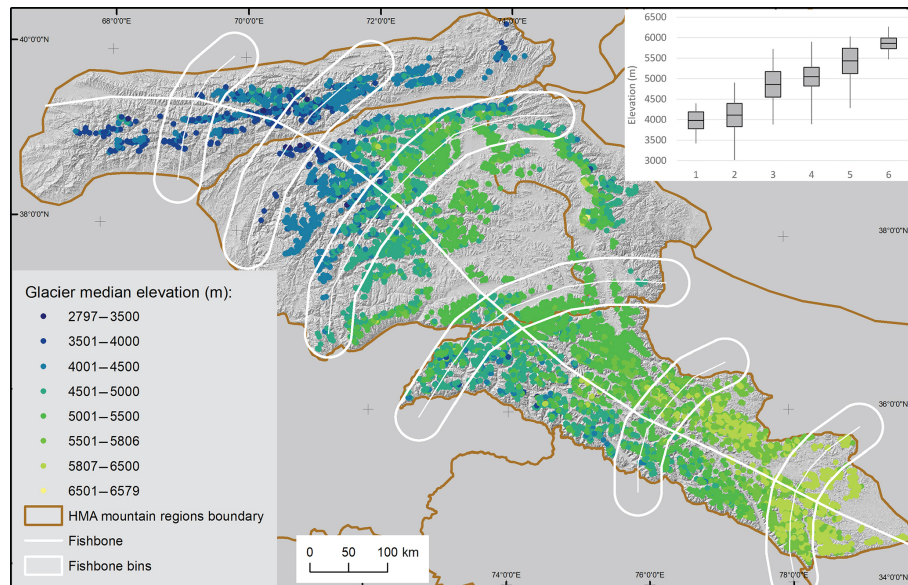 68°0'0"E 70°0'0"E 72°0'0"E
40°0'0"N
6500
6000
5500
5000
4500
4000
3500
3000
Elevation (m)
1 2 3 4 5 6
38°0'0"N
38°0'0"N
Glacier median elevation (m):
2797–3500
3501–4000
4001–4500
4501–5000
5001–5500
5501–5806
5807–6500
6501–6579
HMA mountain regions boundary
Fishbone
Fishbone bins
0 50 100 km
36°0'0"N
34°0'0"N
74°0'0"E 76°0'0"E 78°0'0"E